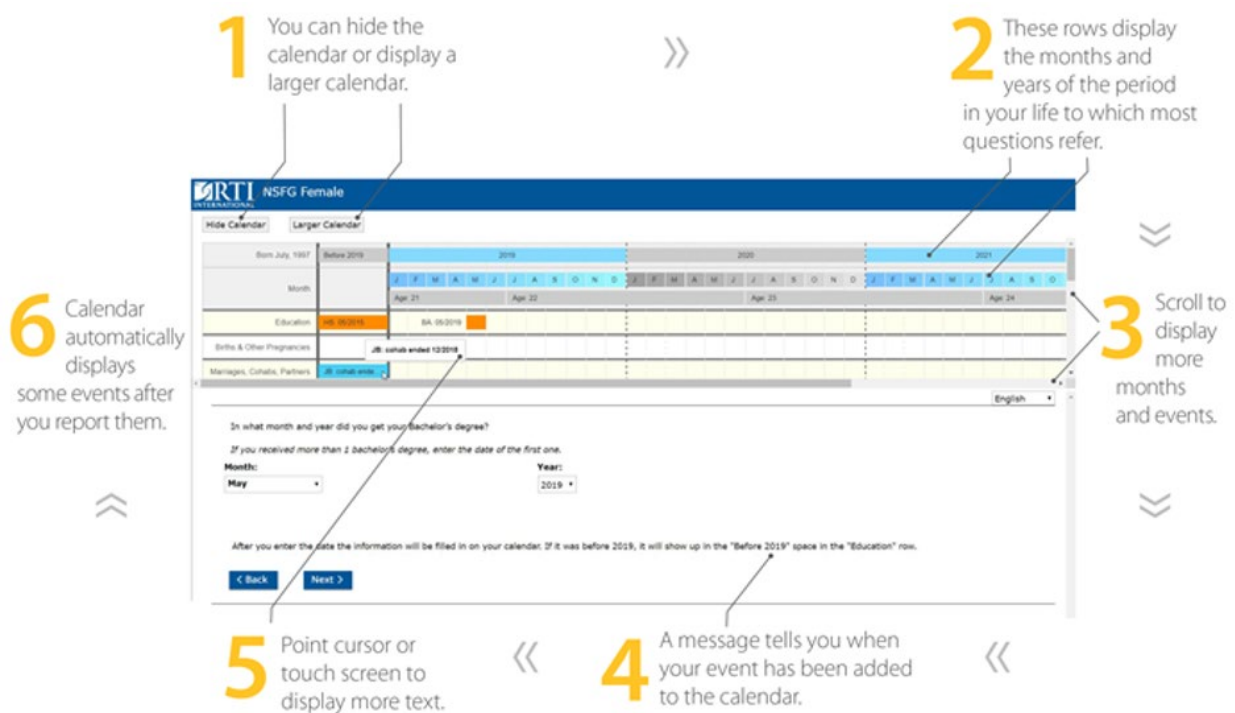 1 You can hide the
calendar or display a
larger calendar.
2 These rows display
the months and
years of the period
in your life to which most
questions refer.
RTI NSFG Female
INTERNATIONAL
Hide Calendar Larger Calendar
Born July, 1997 Before 2019 2019 2020 2021
Month J F M A M J J A S O N D J F M A M J J A S O N D J F M A M J J A S O
Age: 21 Age: 22 Age: 23 Age: 24
Education HS: 05/2015 BA: 05/2019
Births & Other Pregnancies JB: cohab ended 12/2018
Marriages, Cohabs, Partners JB: cohab ende
3 Scroll to
display
more
months
and events.
6 Calendar
automatically
displays
some events after
you report them.
English
In what month and year did you get your Bachelor's degree?
If you received more than 1 bachelor's degree, enter the date of the first one.
Month: Year:
May 2019
After you enter the date the information will be filled in on your calendar. If it was before 2019, it will show up in the "Before 2019" space in the "Education" row.
< Back Next >
5 Point cursor or
touch screen to
display more text.
4 A message tells you when
your event has been added
to the calendar.